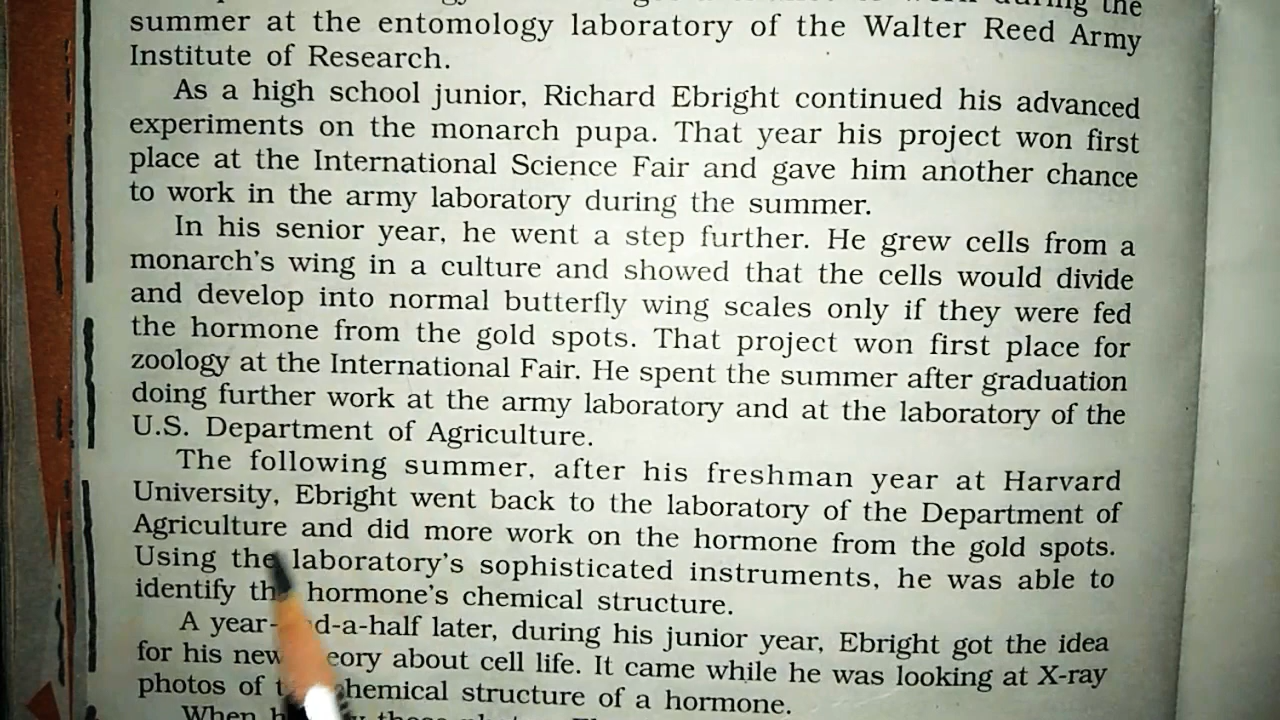 during the
summer at the entomology laboratory of the Walter Reed Army
Institute of Research.
As a high school junior, Richard Ebright continued his advanced
experiments on the monarch pupa. That year his project won first
place at the International Science Fair and gave him another chance
to work in the army laboratory during the summer.
In his senior year, he went a step further. He grew cells from a
monarch's wing in a culture and showed that the cells would divide
and develop into normal butterfly wing scales only if they were fed
the hormone from the gold spots. That project won first place for
zoology at the International Fair. He spent the summer after graduation
doing further work at the army laboratory and at the laboratory of the
U.S. Department of Agriculture.
The following summer, after his freshman year at Harvard
University, Ebright went back to the laboratory of the Department of
Agriculture and did more work on the hormone from the gold spots.
Using the laboratory's sophisticated instruments, he was able to
identify hormone's chemical structure.
A later, during his junior year, Ebright got the idea
for his new about cell life. It came while he was looking at X-ray
photos of chemical structure of a hormone.
When